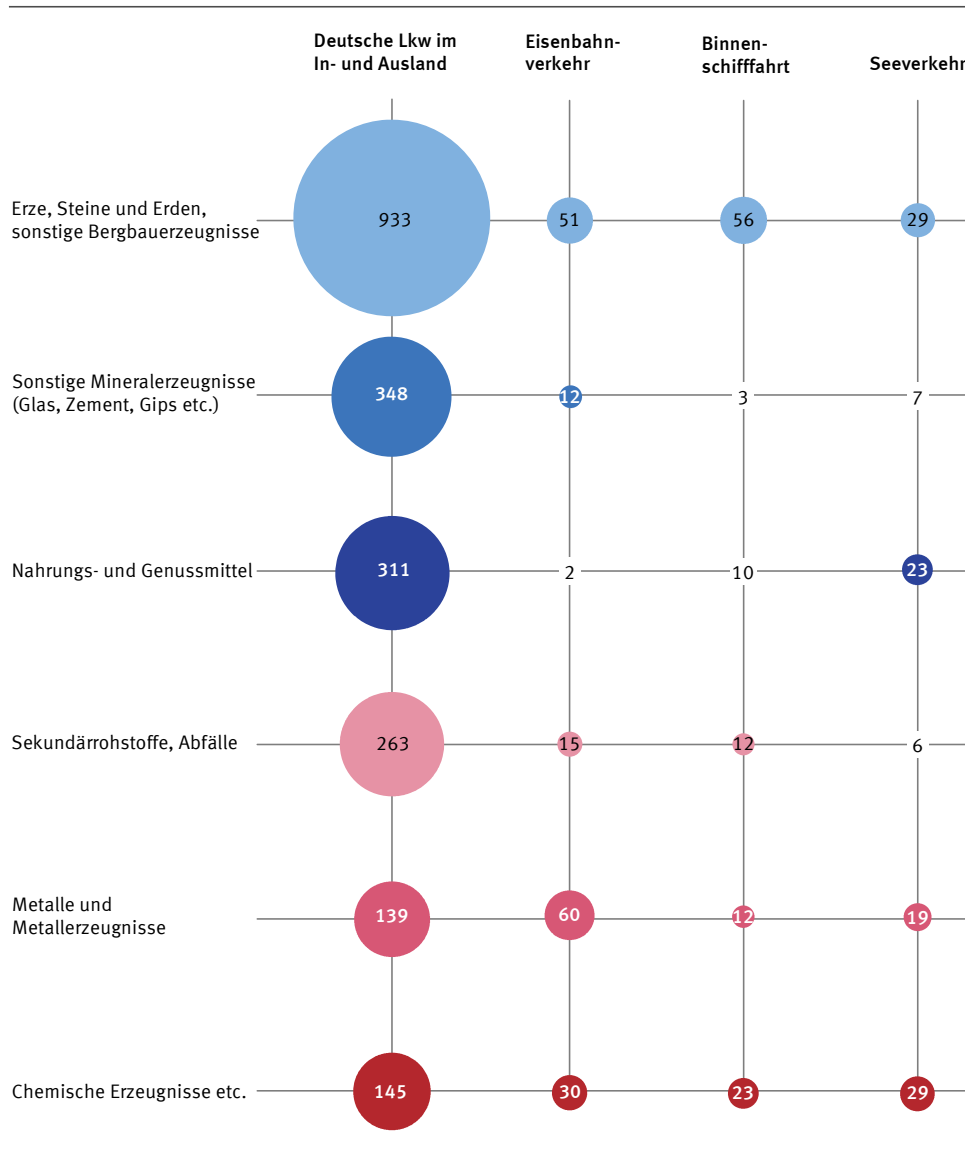 Deutsche Lkw im
In- und Ausland
Eisenbahn-
verkehr
Binnen-
schifffahrt
Seeverkehr
Erze, Steine und Erden,
sonstige Bergbauerzeugnisse
933 51 56 29
Sonstige Mineralerzeugnisse
(Glas, Zement, Gips etc.)
348 12 3 7
Nahrungs- und Genussmittel 311 2 10 23
Sekundärrohstoffe, Abfälle 263 15 12 6
Metalle und
Metallerzeugnisse
139 60 12 19
Chemische Erzeugnisse etc. 145 30 23 29